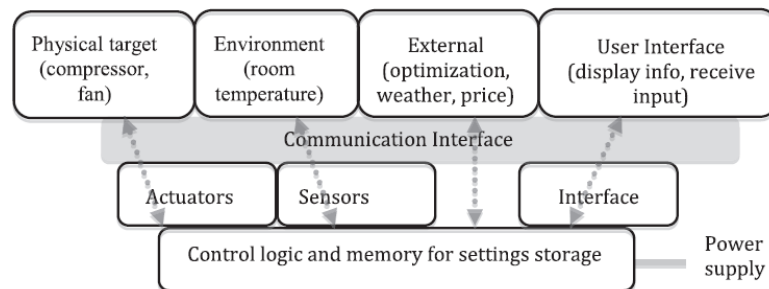 Physical target
(compressor,
fan)
Environment
(room
temperature)
External
(optimization,
weather, price)
User Interface
(display info, receive
input)
Communication Interface
Actuators
Sensors
Interface
Control logic and memory for settings storage
Power
supply